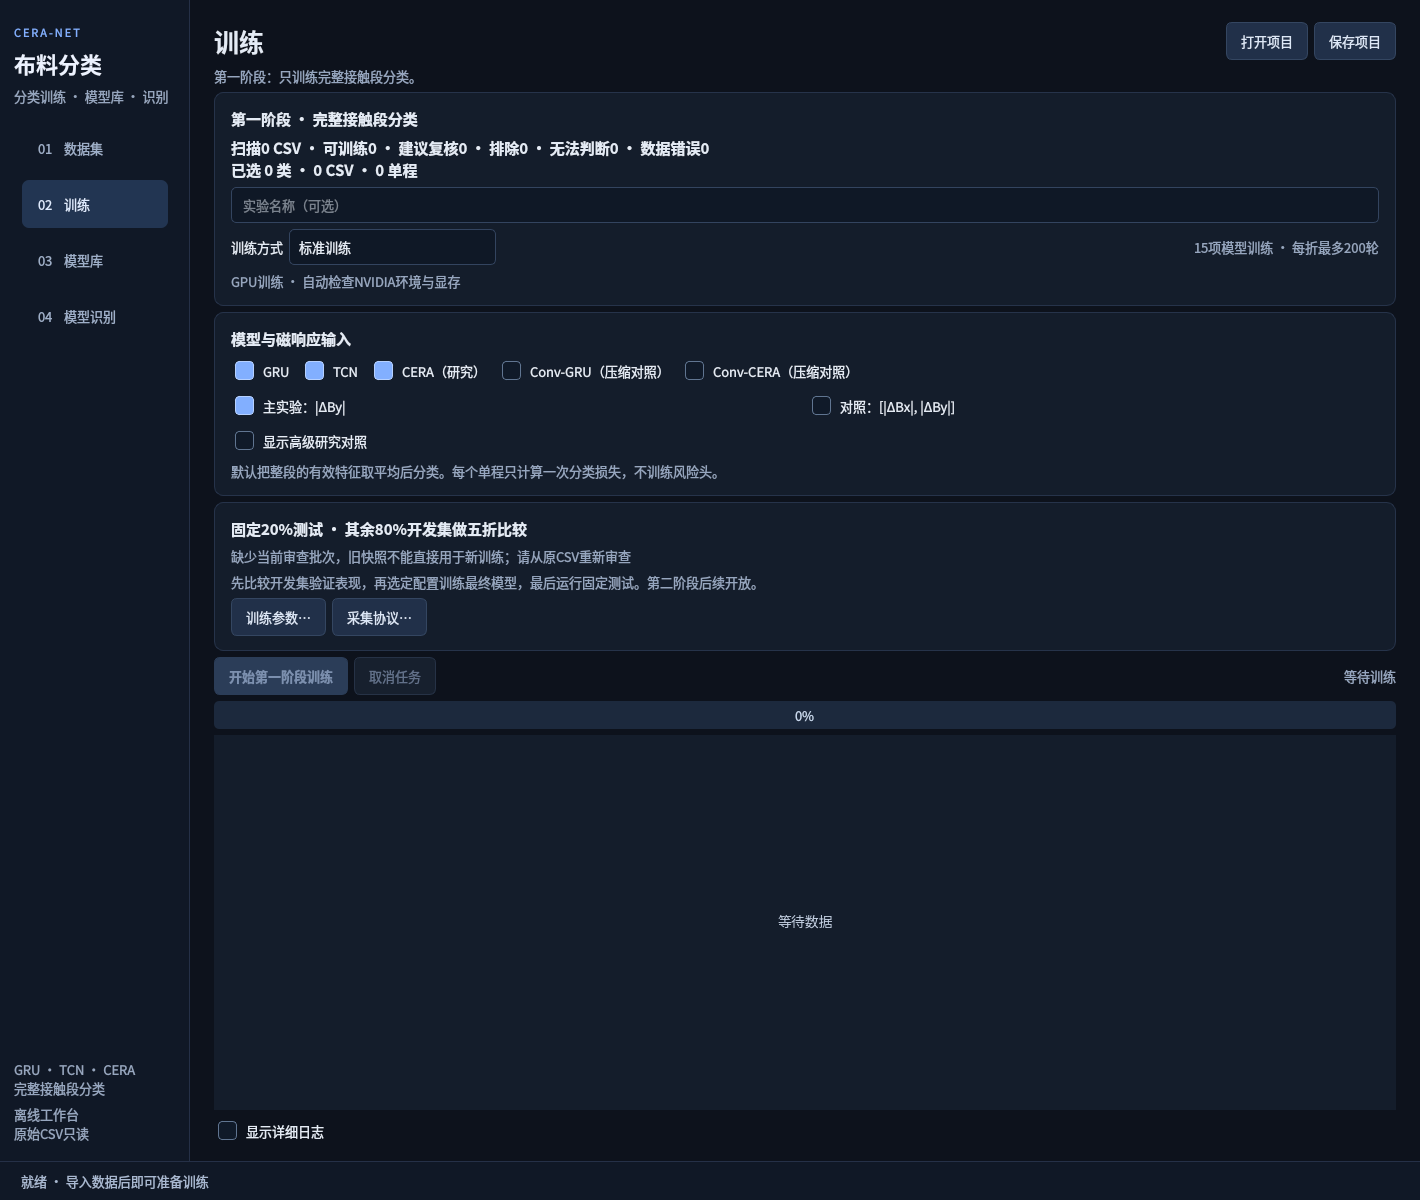 CERA-NET
布料分类
分类训练 · 模型库 · 识别
01 数据集
02 训练
03 模型库
04 模型识别
GRU · TCN · CERA
完整接触段分类
离线工作台
原始CSV只读
训练
打开项目 保存项目
第一阶段：只训练完整接触段分类。
第一阶段 · 完整接触段分类
扫描0 CSV · 可训练0 · 建议复核0 · 排除0 · 无法判断0 · 数据错误0
已选 0 类 · 0 CSV · 0 单程
实验名称（可选）
训练方式 标准训练 15项模型训练 · 每折最多200轮
GPU训练 · 自动检查NVIDIA环境与显存
模型与磁响应输入
GRU TCN CERA（研究） Conv-GRU（压缩对照） Conv-CERA（压缩对照）
主实验：|ΔBy| 对照：[|ΔBx|, |ΔBy|]
显示高级研究对照
默认把整段的有效特征取平均后分类。每个单程只计算一次分类损失，不训练风险头。
固定20%测试 · 其余80%开发集做五折比较
缺少当前审查批次，旧快照不能直接用于新训练；请从原CSV重新审查
先比较开发集验证表现，再选定配置训练最终模型，最后运行固定测试。第二阶段后续开放。
训练参数… 采集协议…
开始第一阶段训练 取消任务 等待训练
0%
等待数据
显示详细日志
就绪 · 导入数据后即可准备训练